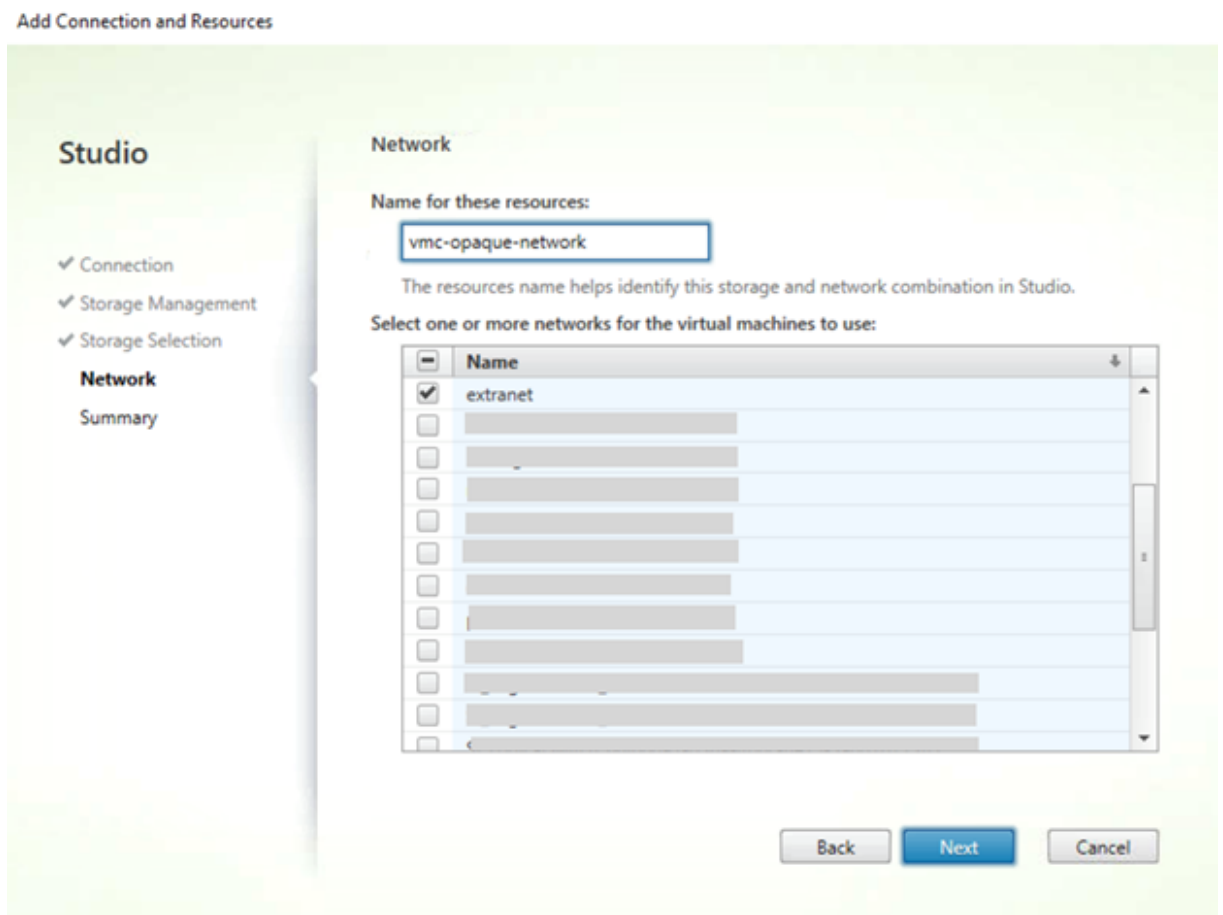 Add Connection and Resources
Studio
Connection
Storage Management
Storage Selection
Network
Summary
Network
Name for these resources:
vmc-opaque-network
The resources name helps identify this storage and network combination in Studio.
Select one or more networks for the virtual machines to use:
Name
extranet
Back
Next
Cancel